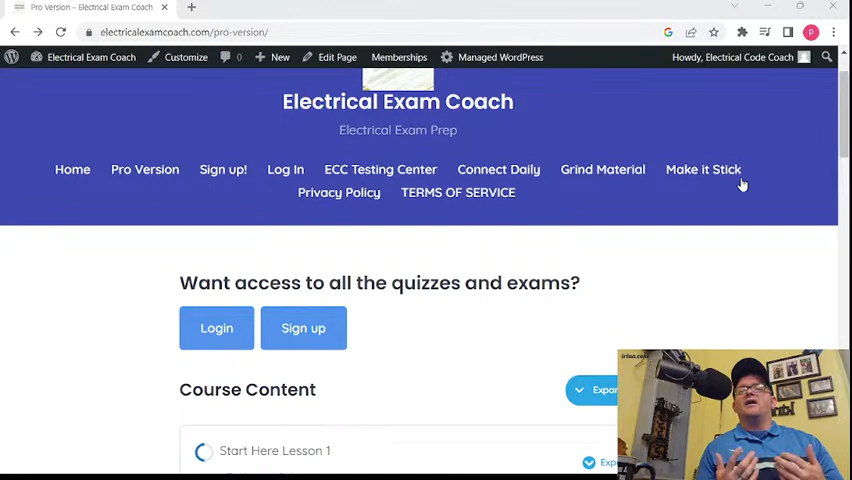 Pro Version – Electrical Exam Coach
electricalexamcoach.com/pro-version/
Electrical Exam Coach Customize 0 New Edit Page Memberships Managed WordPress Howdy, Electrical Code Coach
Electrical Exam Coach
Electrical Exam Prep
Home Pro Version Sign up! Log In ECC Testing Center Connect Daily Grind Material Make it Stick
Privacy Policy TERMS OF SERVICE
Want access to all the quizzes and exams?
Login Sign up
Course Content Expan
Start Here Lesson 1
Exp